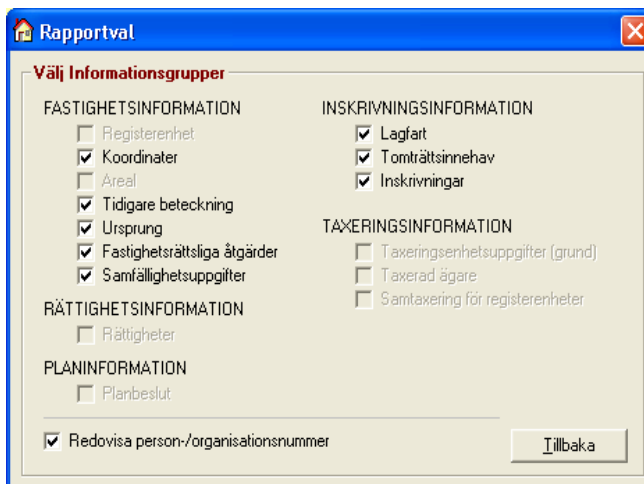 Rapportval
Välj Informationsgrupper
FASTIGHETSINFORMATION
Registerenhet
Koordinater
Areal
Tidigare beteckning
Ursprung
Fastighetsrättsliga åtgärder
Samfällighetsuppgifter
RÄTTIGHETSINFORMATION
Rättigheter
PLANINFORMATION
Planbeslut
INSKRIVNINGSINFORMATION
Lagfart
Tomträttsinnehav
Inskrivningar
TAXERINGSINFORMATION
Taxeringsenhetsuppgifter (grund)
Taxerad ägare
Samtaxering för registerenheter
Redovisa person-/organisationsnummer
Tillbaka